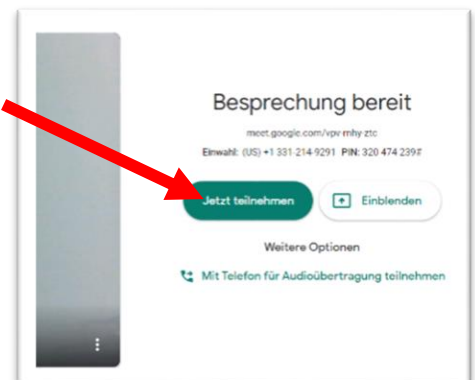 Besprechung bereit
meet.google.com/vpv-mhy-ztc
Einwahl: (US) +1 331-214-9291 PIN: 320 474 239#
Jetzt teilnehmen
Einblenden
Weitere Optionen
Mit Telefon für Audioübertragung teilnehmen